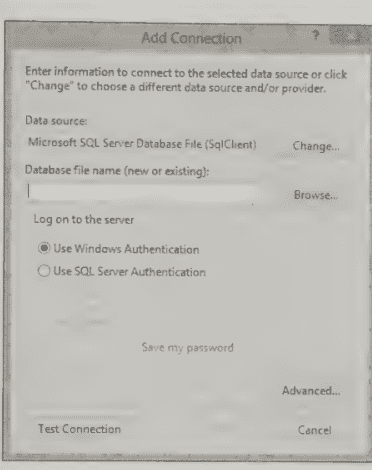 Add Connection ?
Enter information to connect to the selected data source or click
"Change" to choose a different data source and/or provider.
Data source:
Microsoft SQL Server Database File (SqlClient) Change...
Database file name (new or existing):
Browse...
Log on to the server
Use Windows Authentication
Use SQL Server Authentication
Save my password
Advanced...
Test Connection Cancel